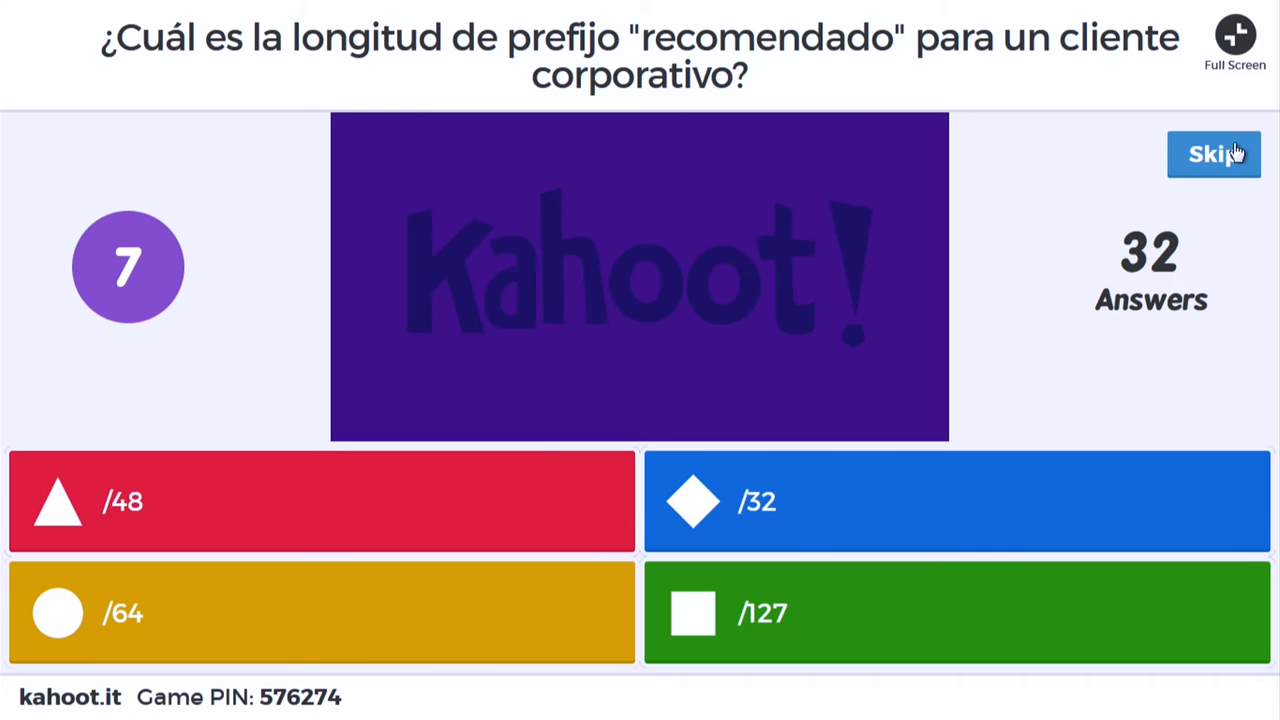 ¿Cuál es la longitud de prefijo "recomendado" para un cliente
corporativo?
Full Screen
Skip
7
Kahoot!
32
Answers
/48
/32
/64
/127
kahoot.it Game PIN: 576274